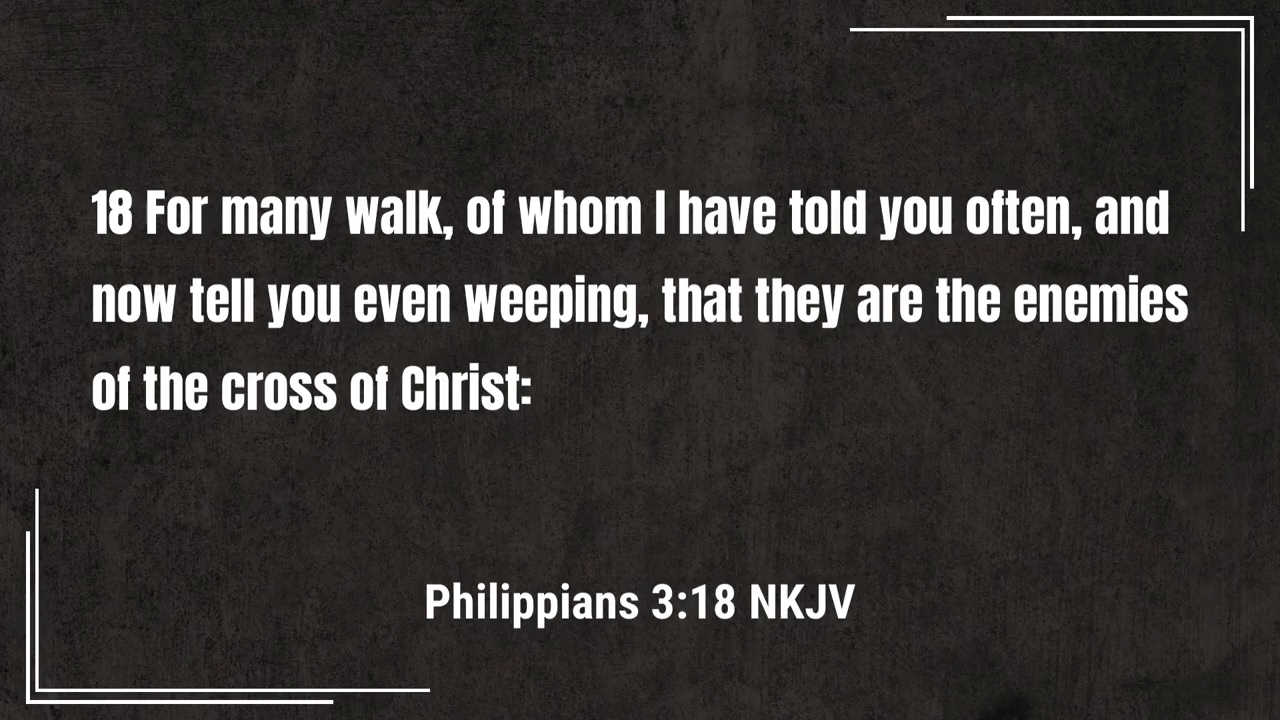 18 For many walk, of whom I have told you often, and
now tell you even weeping, that they are the enemies
of the cross of Christ:
Philippians 3:18 NKJV